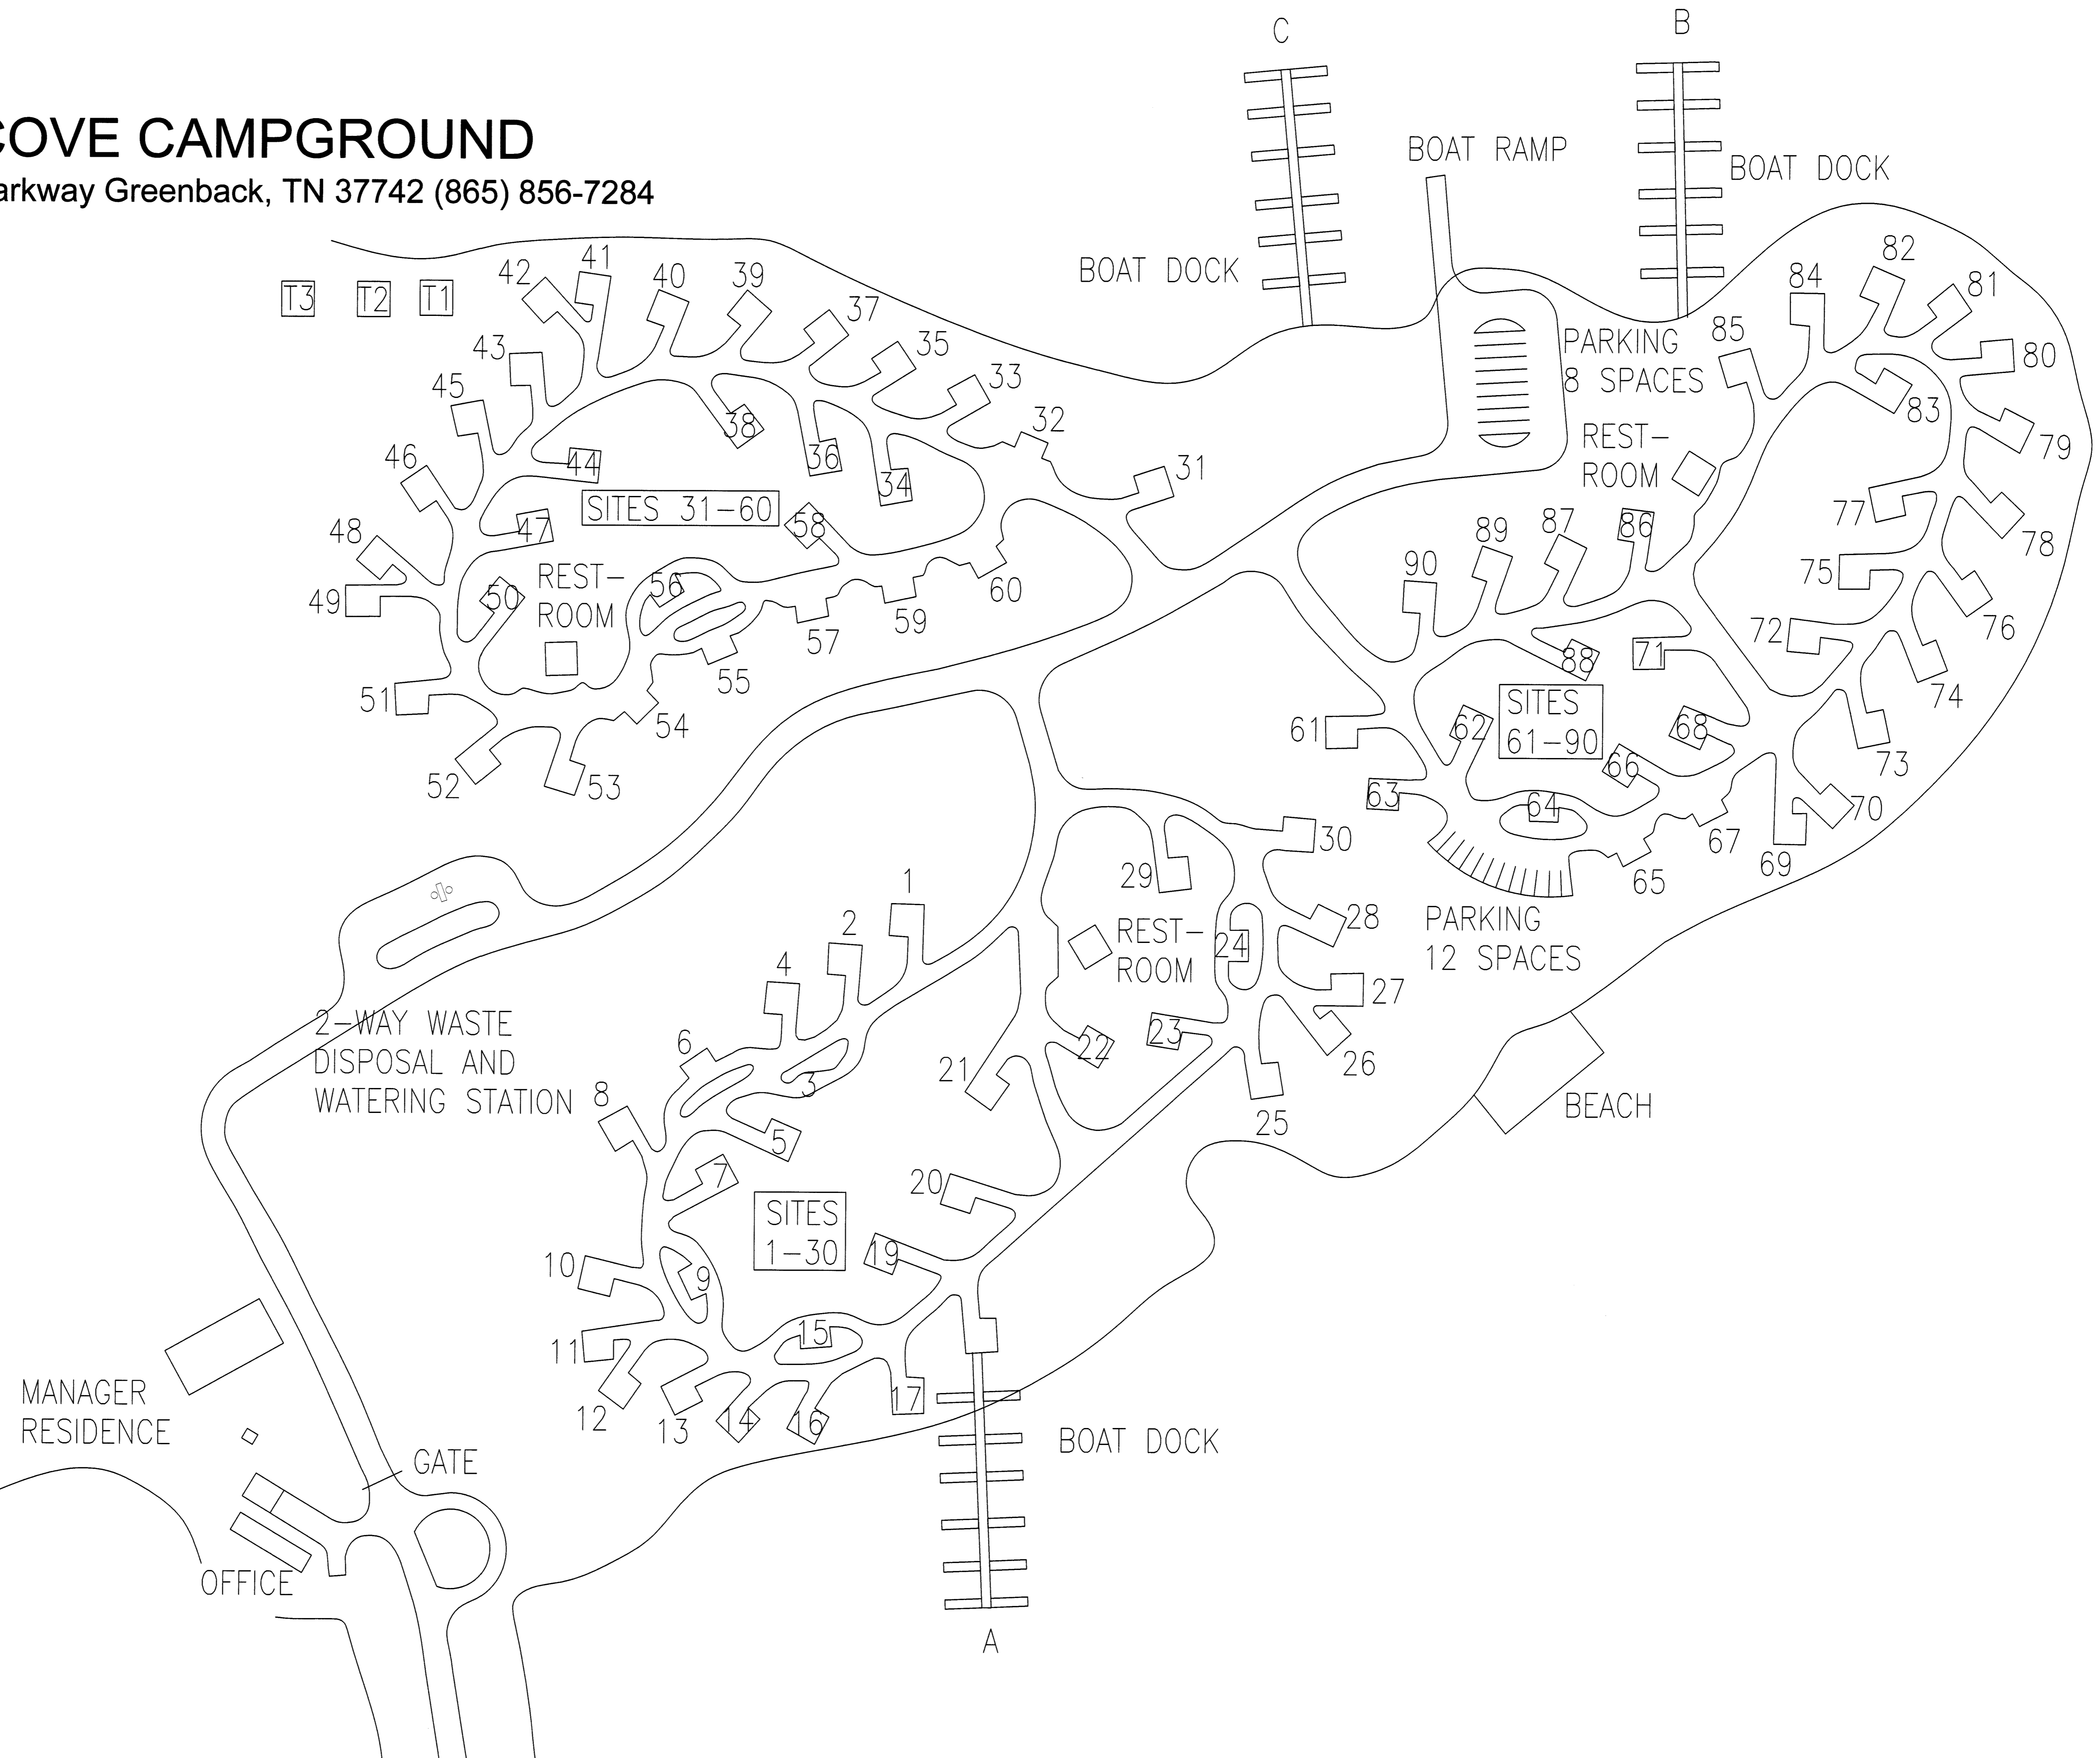 COVE CAMPGROUND
arkway Greenback, TN 37742 (865) 856-7284
C
B
BOAT RAMP
BOAT DOCK
BOAT DOCK
T3
T2
T1
42
41
40
39
37
35
33
32
31
43
45
46
48
49
44
47
38
36
34
SITES 31-60
58
50
REST-
ROOM
56
51
52
53
54
55
57
59
60
PARKING
8 SPACES
REST-
ROOM
85
84
82
81
80
83
79
77
78
75
76
72
74
73
70
69
67
65
90
89
87
86
88
71
61
62
SITES
61-90
68
66
63
64
PARKING
12 SPACES
1
2
4
6
8
3
5
7
29
30
REST-
ROOM
24
28
27
26
25
23
22
21
20
19
SITES
1-30
10
9
11
12
13
14
15
16
17
2-WAY WASTE
DISPOSAL AND
WATERING STATION
BEACH
MANAGER
RESIDENCE
GATE
OFFICE
BOAT DOCK
A